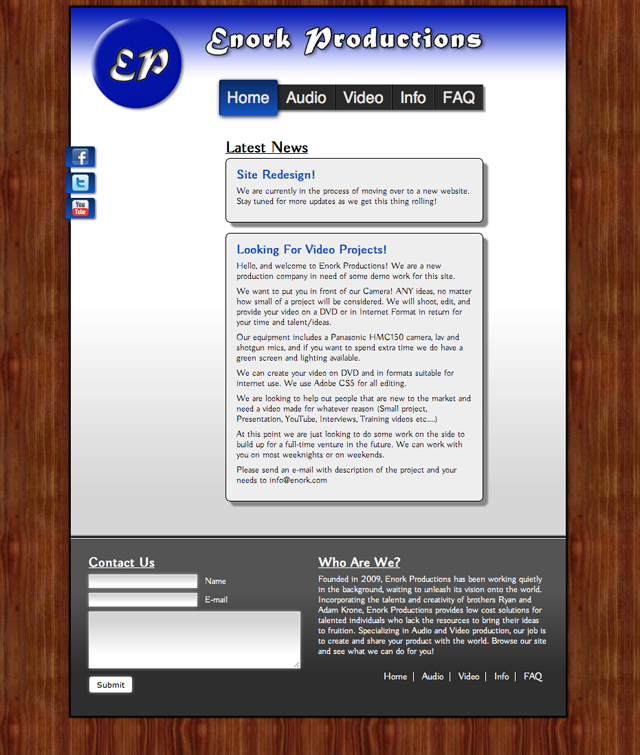 EP
Enork Productions
Home Audio Video Info FAQ
Latest News
Site Redesign!
We are currently in the process of moving over to a new website.
Stay tuned for more updates as we get this thing rolling!
You
Tube
Looking For Video Projects!
Hello, and welcome to Enork Productions! We are a new
production company in need of some demo work for this site.
We want to put you in front of our Camera! ANY ideas, no matter
how small of a project will be considered. We will shoot, edit, and
provide your video on a DVD or in Internet Format in return for
your time and talent/ideas.
Our equipment includes a Panasonic HMC150 camera, lav and
shotgun mics, and if you want to spend extra time we do have a
green screen and lighting available.
We can create your video on DVD and in formats suitable for
internet use. We use Adobe CS5 for all editing.
We are looking to help out people that are new to the market and
need a video made for whatever reason (Small project,
Presentation, YouTube, Interviews, Training videos etc....)
At this point we are just looking to do some work on the side to
build up for a full-time venture in the future. We can work with
you on most weeknights or on weekends.
Please send an e-mail with description of the project and your
needs to info@enork.com
Contact Us
Name
E-mail
Submit
Who Are We?
Founded in 2009, Enork Productions has been working quietly
in the background, waiting to unleash its vision onto the world.
Incorporating the talents and creativity of brothers Ryan and
Adam Krone, Enork Productions provides low cost solutions for
talented individuals who lack the resources to bring their ideas
to fruition. Specializing in Audio and Video production, our job is
to create and share your product with the world. Browse our site
and see what we can do for you!
Home | Audio | Video | Info | FAQ